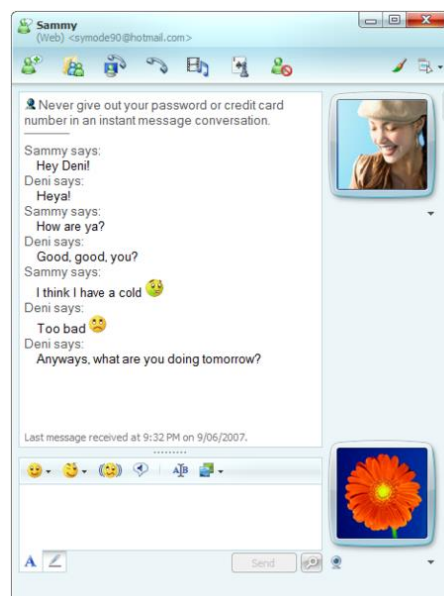 Sammy
(Web) <symode90@hotmail.com>
Never give out your password or credit card
number in an instant message conversation.
Sammy says:
Hey Deni!
Deni says:
Heya!
Sammy says:
How are ya?
Deni says:
Good, good, you?
Sammy says:
I think I have a cold
Deni says:
Too bad
Deni says:
Anyways, what are you doing tomorrow?
Last message received at 9:32 PM on 9/06/2007.
A
Send